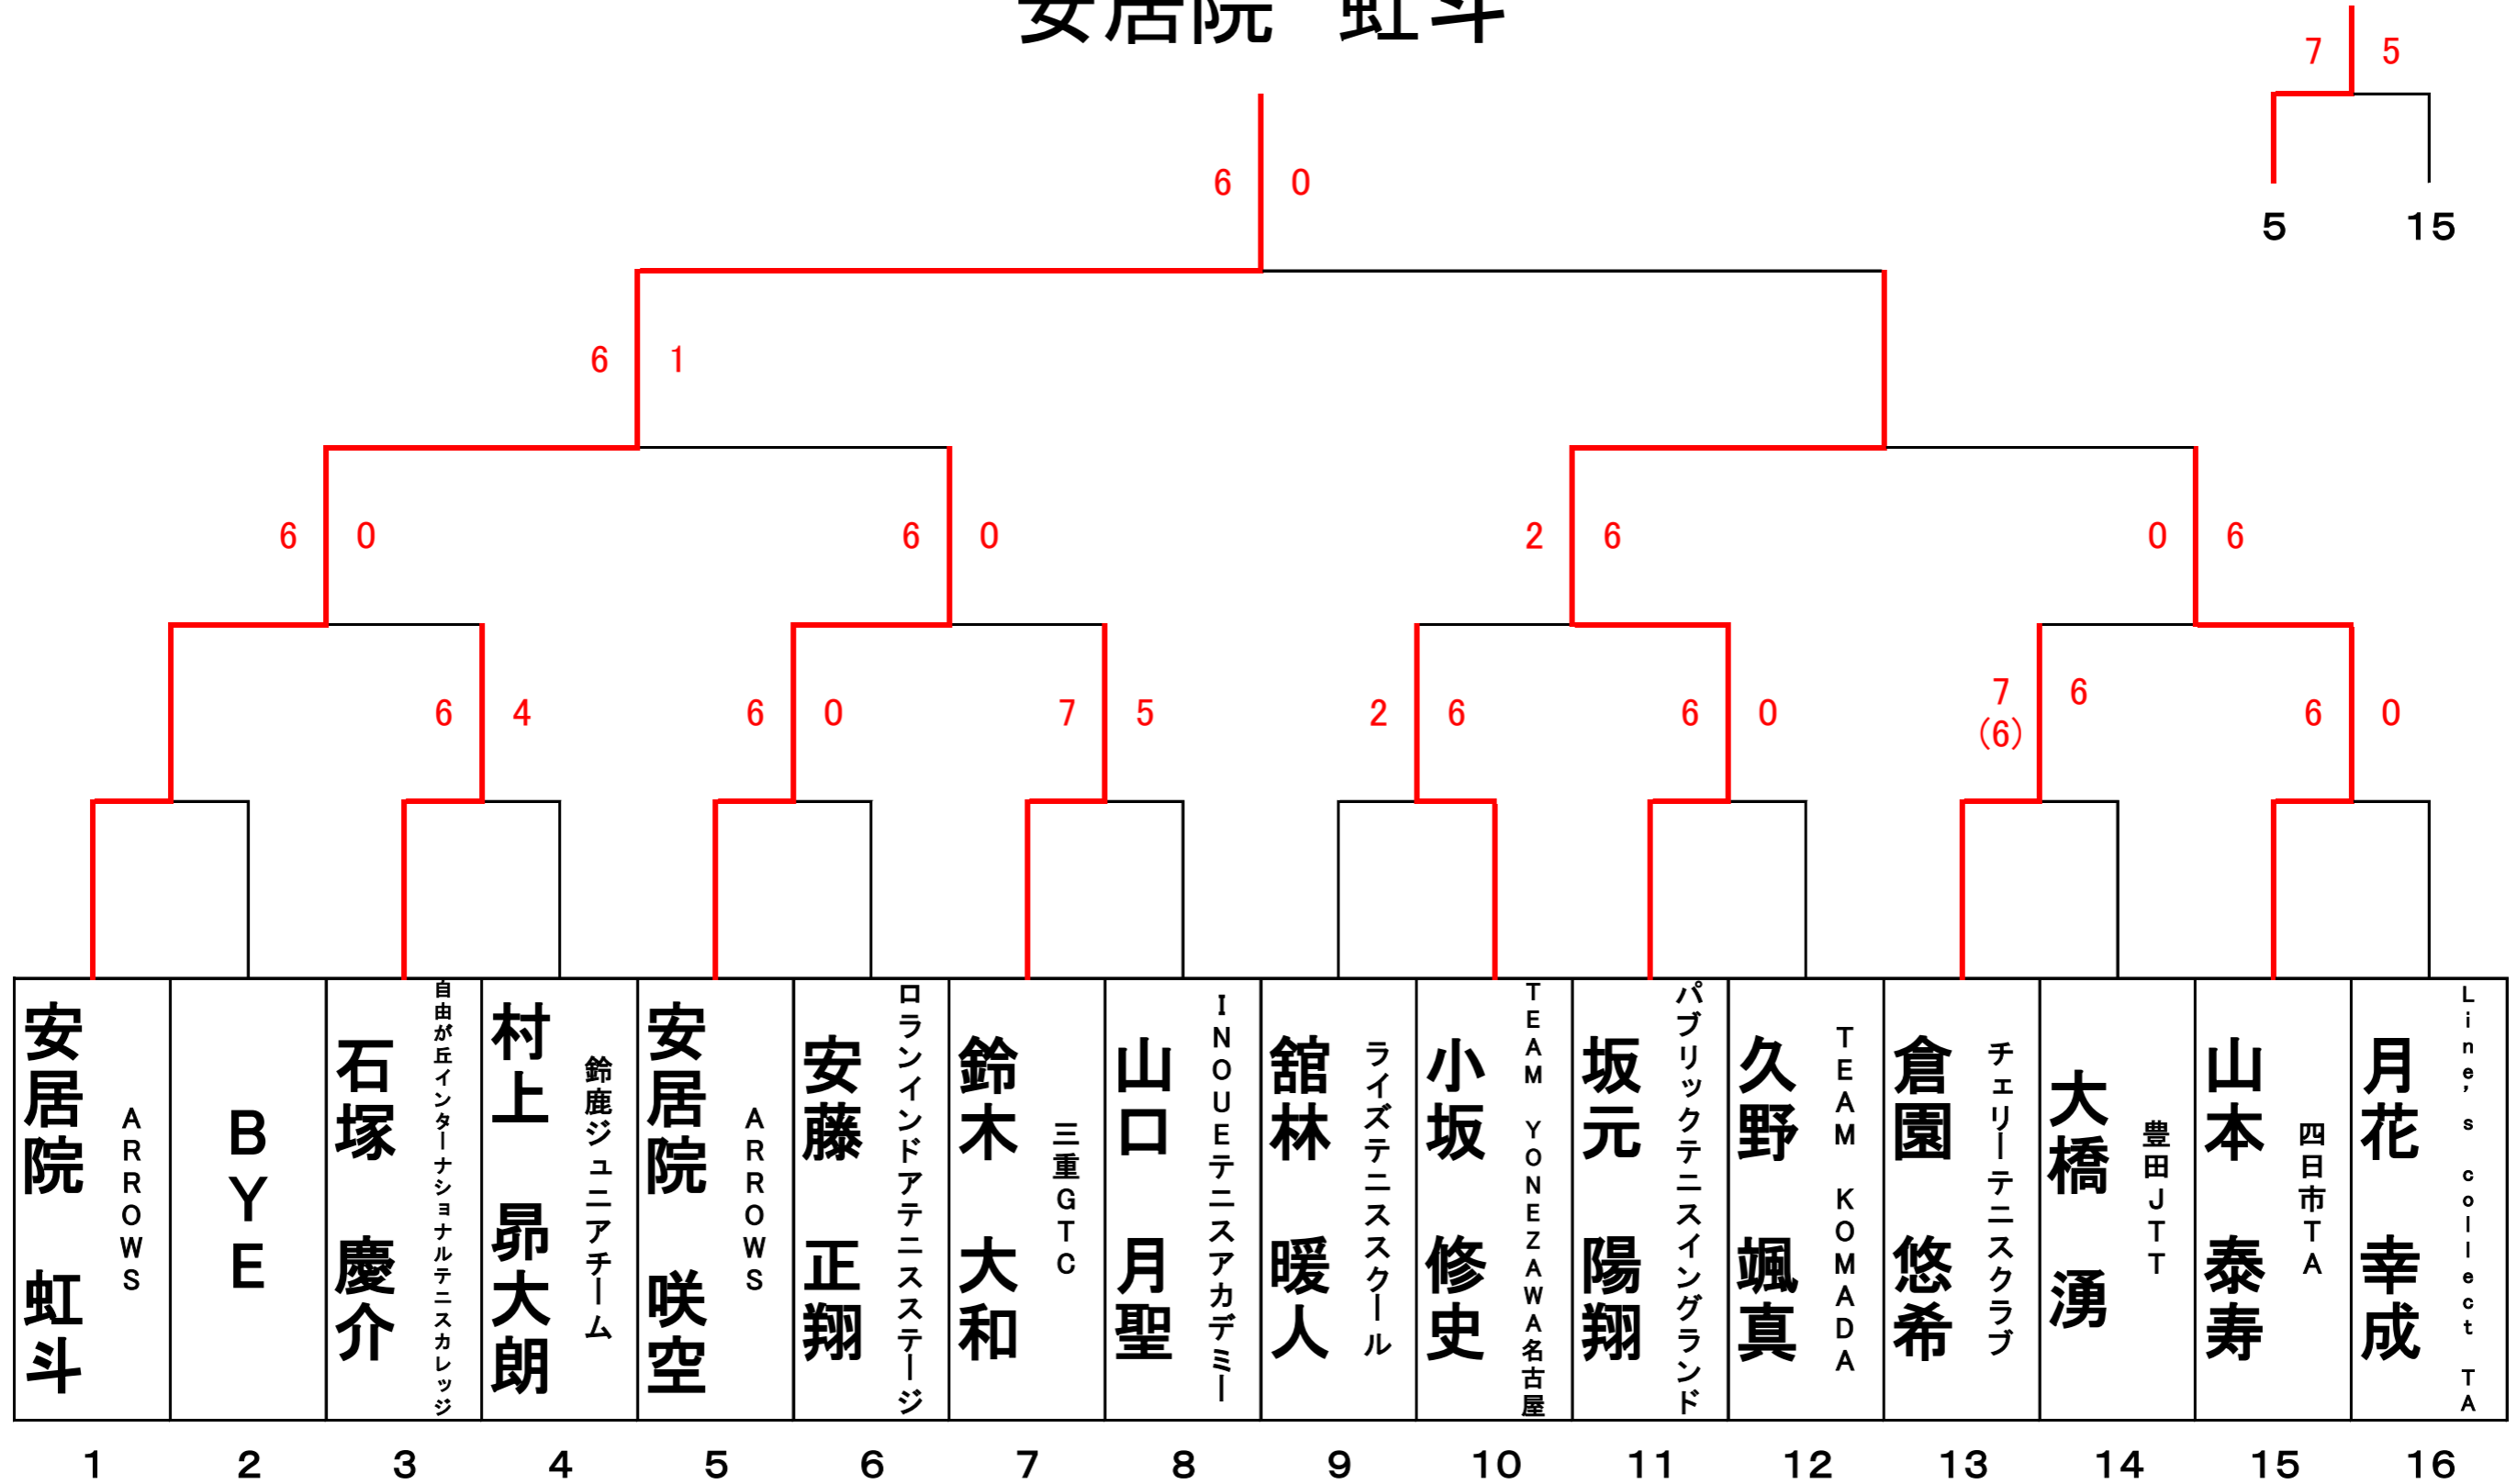 安居院 虹斗
7 5
5 15
6 0
6 1
6 0
6 0
2 6
0 6
6 4
6 0
7 5
2 6
6 0
7 6
(6)
6 0
安居院 虹斗
ARROWS
BYE
石塚 慶介
自由が丘インターナショナルテニスカレッジ
村上 昴大朗
鈴鹿ジュニアチーム
安居院 咲空
ARROWS
安藤 正翔
ロランインドアテニスステージ
鈴木 大和
三重GTC
山口 月聖
INOUEテニスアカデミー
舘林 暖人
ライズテニススクール
小坂 修史
TEAM YONEZAWA名古屋
坂元 陽翔
パブリックテニスイングランド
久野 颯真
TEAM KOMADA
倉園 悠希
チェリーテニスクラブ
大橋 湧
豊田JTT
山本 泰寿
四日市TA
月花 幸成
Line's collect TA
1 2 3 4 5 6 7 8 9 10 11 12 13 14 15 16